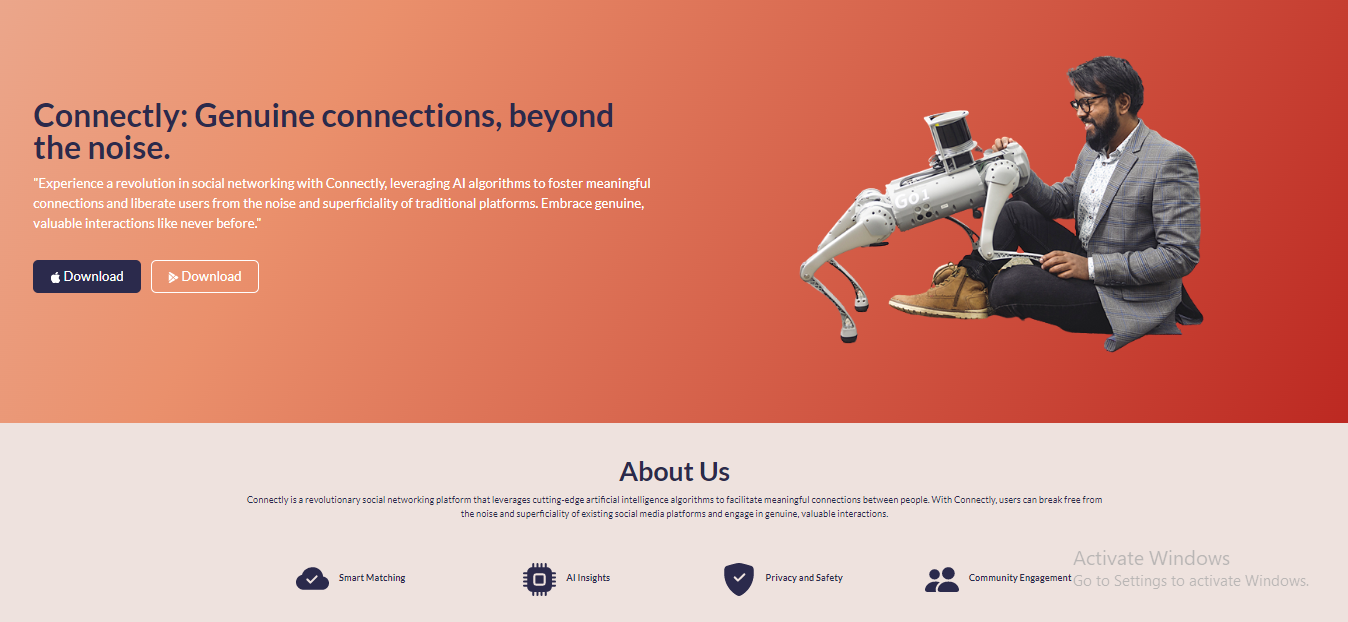 Connectly: Genuine connections, beyond
the noise.
"Experience a revolution in social networking with Connectly, leveraging AI algorithms to foster meaningful
connections and liberate users from the noise and superficiality of traditional platforms. Embrace genuine,
valuable interactions like never before."
Download
Download
Go1
About Us
Connectly is a revolutionary social networking platform that leverages cutting-edge artificial intelligence algorithms to facilitate meaningful connections between people. With Connectly, users can break free from
the noise and superficiality of existing social media platforms and engage in genuine, valuable interactions.
Smart Matching
AI Insights
Privacy and Safety
Community Engagement
Activate Windows
Go to Settings to activate Windows.